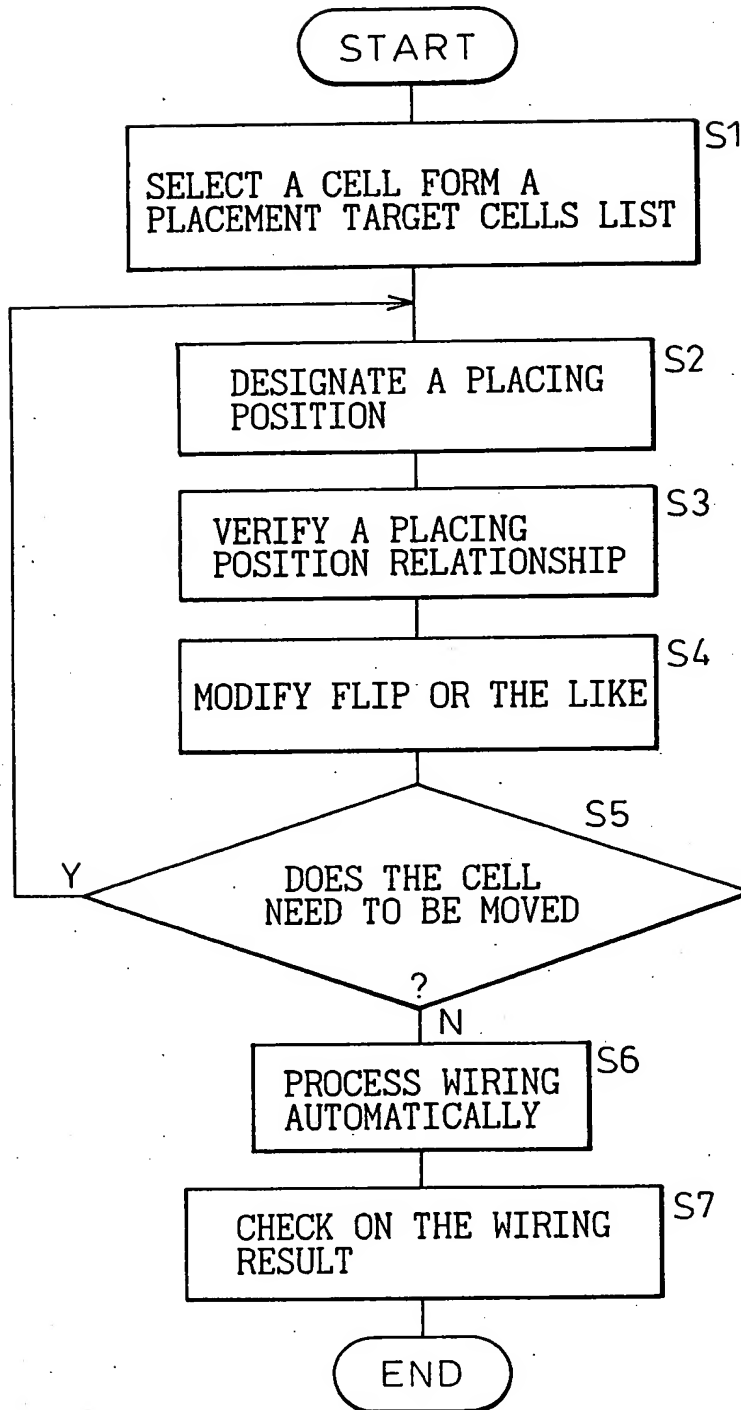 START
S1
SELECT A CELL FORM A
PLACEMENT TARGET CELLS LIST
S2
DESIGNATE A PLACING
POSITION
S3
VERIFY A PLACING
POSITION RELATIONSHIP
S4
MODIFY FLIP OR THE LIKE
S5
Y
DOES THE CELL
NEED TO BE MOVED
?
N
S6
PROCESS WIRING
AUTOMATICALLY
S7
CHECK ON THE WIRING
RESULT
END